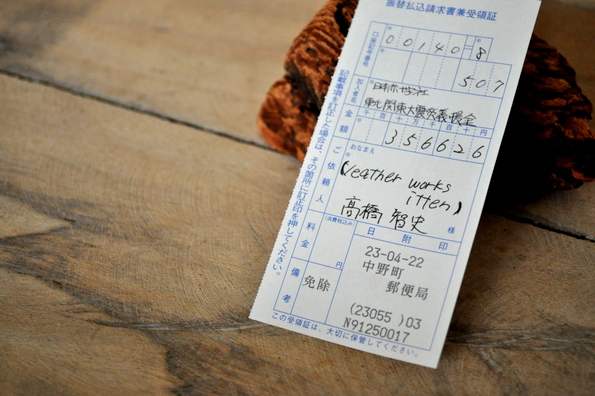 振替払込請求書兼受領証
口座記号番号
00140-8
507
加入者名
日本赤十字社
東北関東大震災義援金
金額
千 百 十 万 千 百 十 円
356626
ご依頼人
おなまえ
(leather works
itten)
高橋智史
様
料金
(消費税込み)
円
日附印
23-04-22
中野町
郵便局
(23055 )03
N91250017
備考
免除
記載事項を訂正した場合は、その箇所に訂正印を押してください。
この受領証は、大切に保管してください。